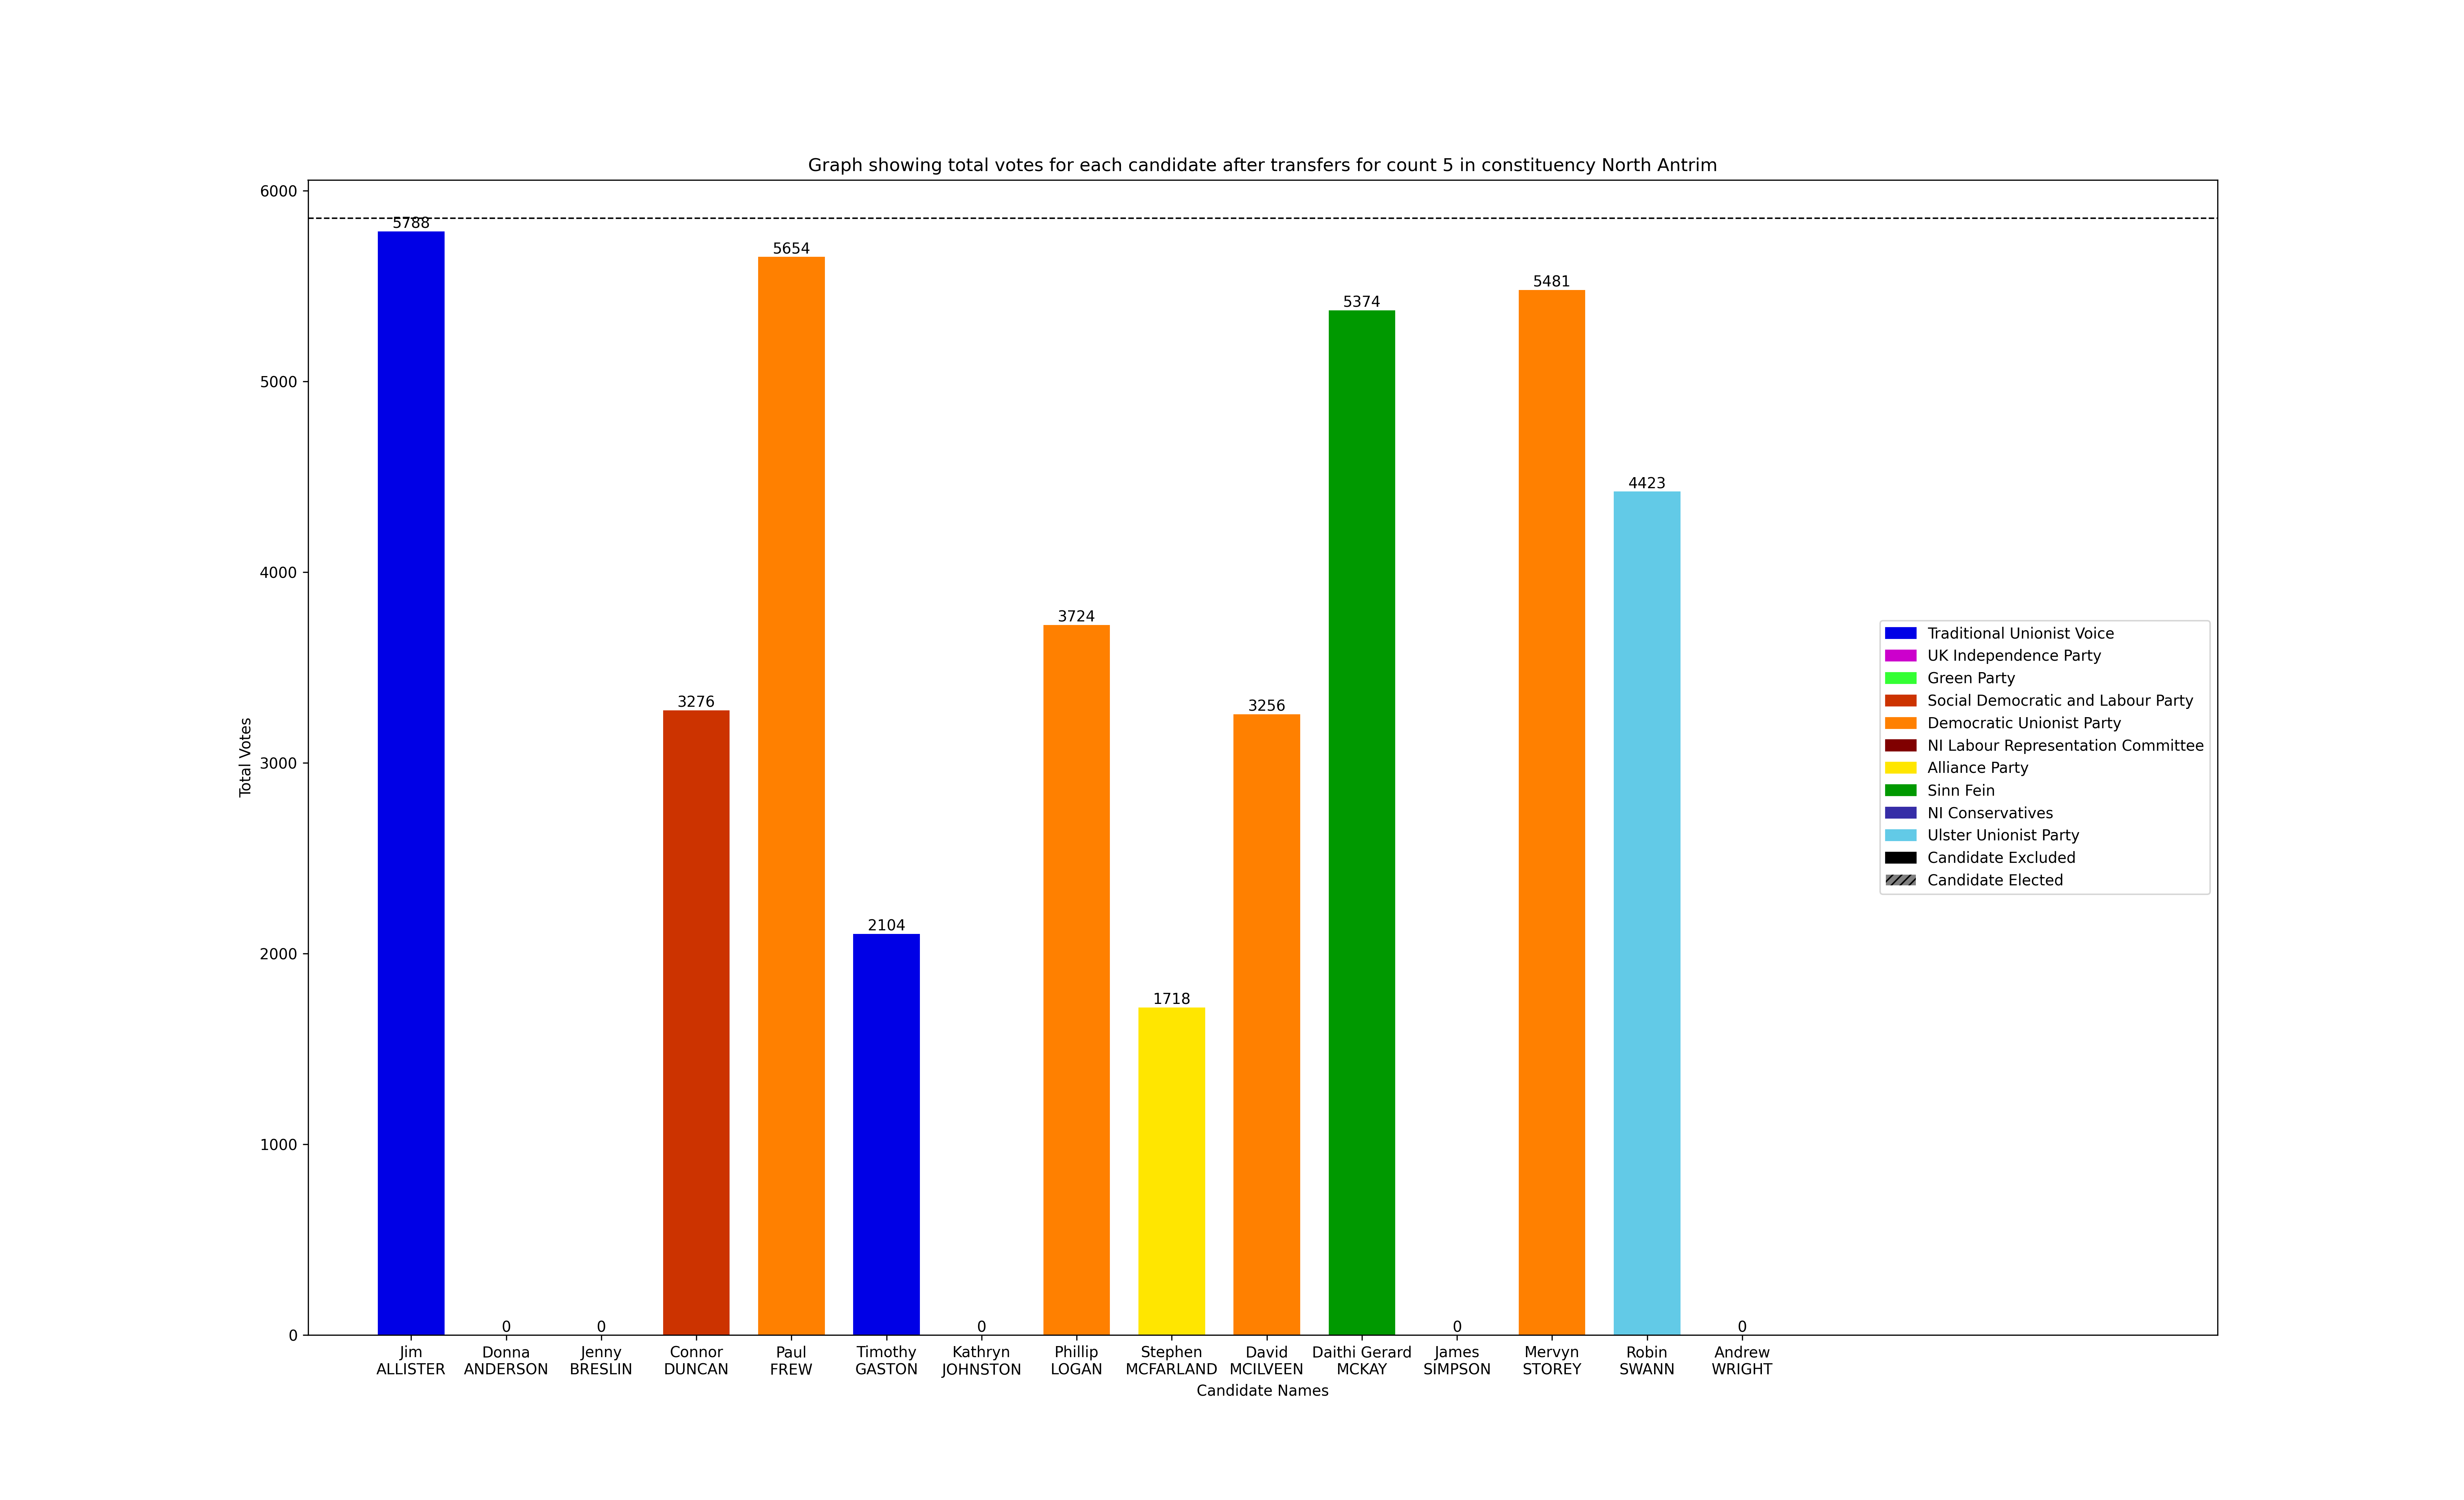 Graph showing total votes for each candidate after transfers for count 5 in constituency North Antrim
6000
5000
4000
3000
2000
1000
0
Total Votes
5788
0
0
3276
5654
2104
0
3724
1718
3256
5374
0
5481
4423
0
Jim
ALLISTER
Donna
ANDERSON
Jenny
BRESLIN
Connor
DUNCAN
Paul
FREW
Timothy
GASTON
Kathryn
JOHNSTON
Phillip
LOGAN
Stephen
MCFARLAND
David
MCILVEEN
Daithi Gerard
MCKAY
James
SIMPSON
Mervyn
STOREY
Robin
SWANN
Andrew
WRIGHT
Candidate Names
Traditional Unionist Voice
UK Independence Party
Green Party
Social Democratic and Labour Party
Democratic Unionist Party
NI Labour Representation Committee
Alliance Party
Sinn Fein
NI Conservatives
Ulster Unionist Party
Candidate Excluded
Candidate Elected